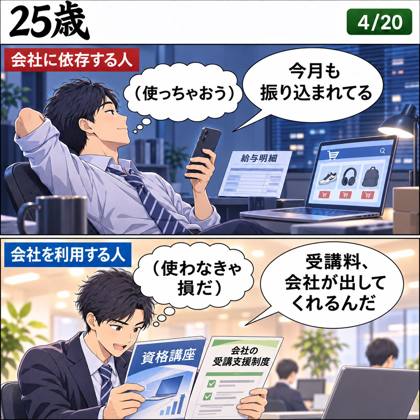 25歳
4/20
会社に依存する人
(使っちゃおう)
今月も
振り込まれてる
給与明細
会社を利用する人
(使わなきゃ
損だ)
受講料、
会社が出して
くれるんだ
資格講座
会社の
受講支援制度